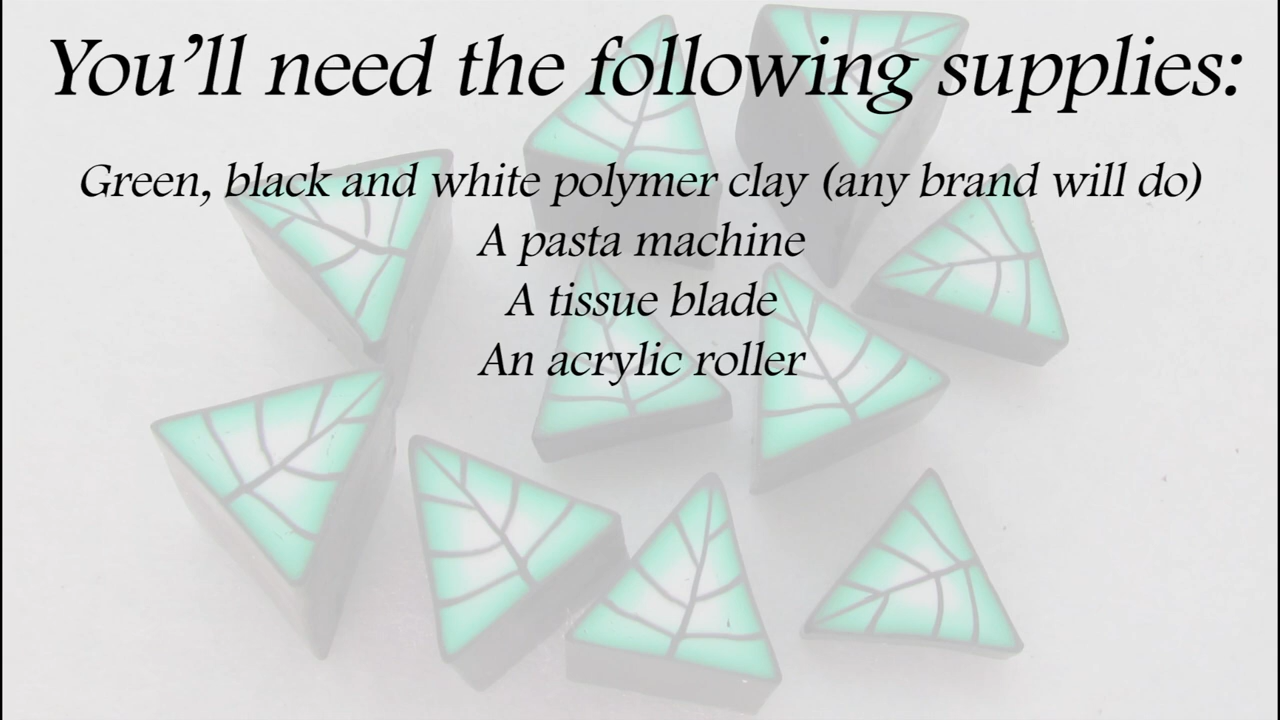 You'll need the following supplies:
Green, black and white polymer clay (any brand will do)
A pasta machine
A tissue blade
An acrylic roller